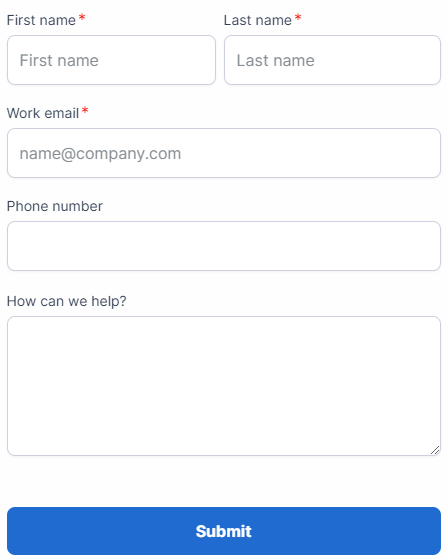 First name* Last name*
First name Last name
Work email*
name@company.com
Phone number
How can we help?
Submit